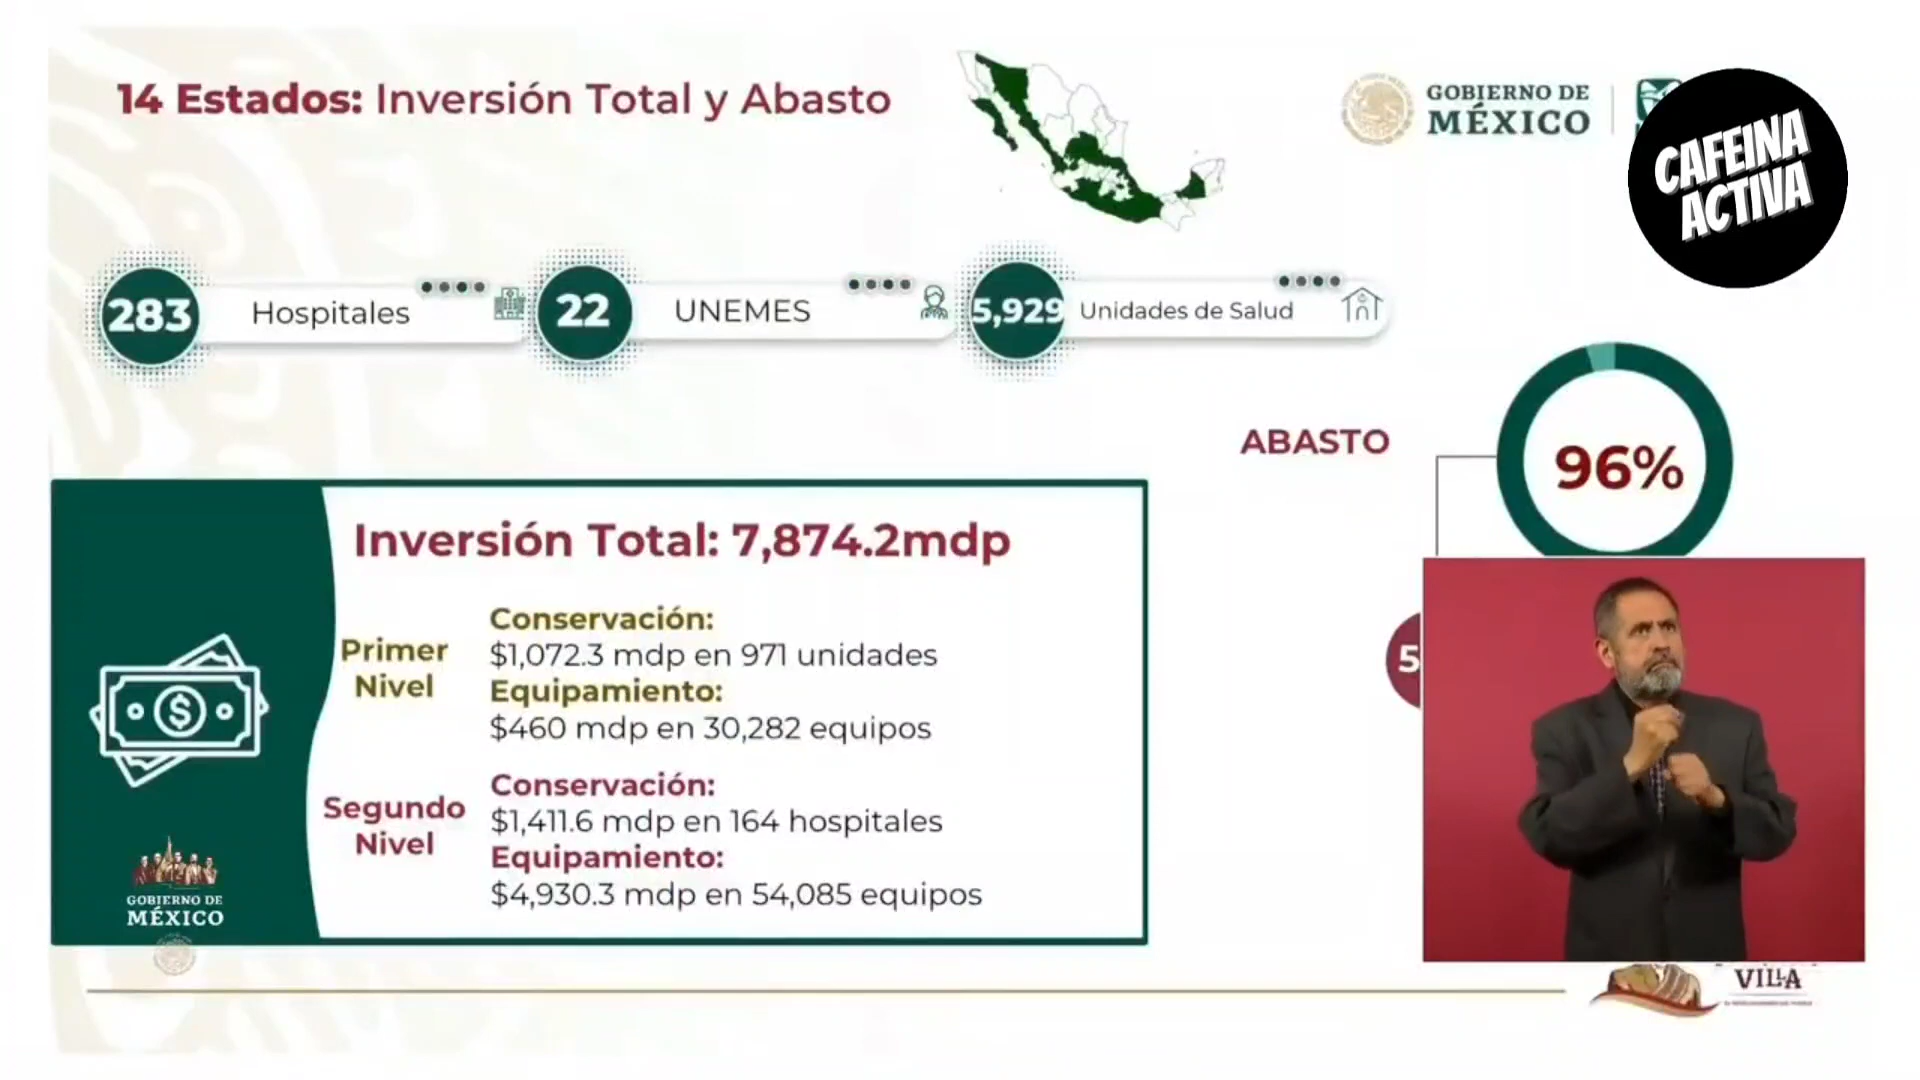 14 Estados: Inversión Total y Abasto
GOBIERNO DE
MÉXICO
CAFEINA
ACTIVA
283
Hospitales
22
UNEMES
5,929
Unidades de Salud
ABASTO
96%
Inversión Total: 7,874.2mdp
Primer
Nivel
Conservación:
$1,072.3 mdp en 971 unidades
Equipamiento:
$460 mdp en 30,282 equipos
Segundo
Nivel
Conservación:
$1,411.6 mdp en 164 hospitales
Equipamiento:
$4,930.3 mdp en 54,085 equipos
5
GOBIERNO DE
MÉXICO
VILLA